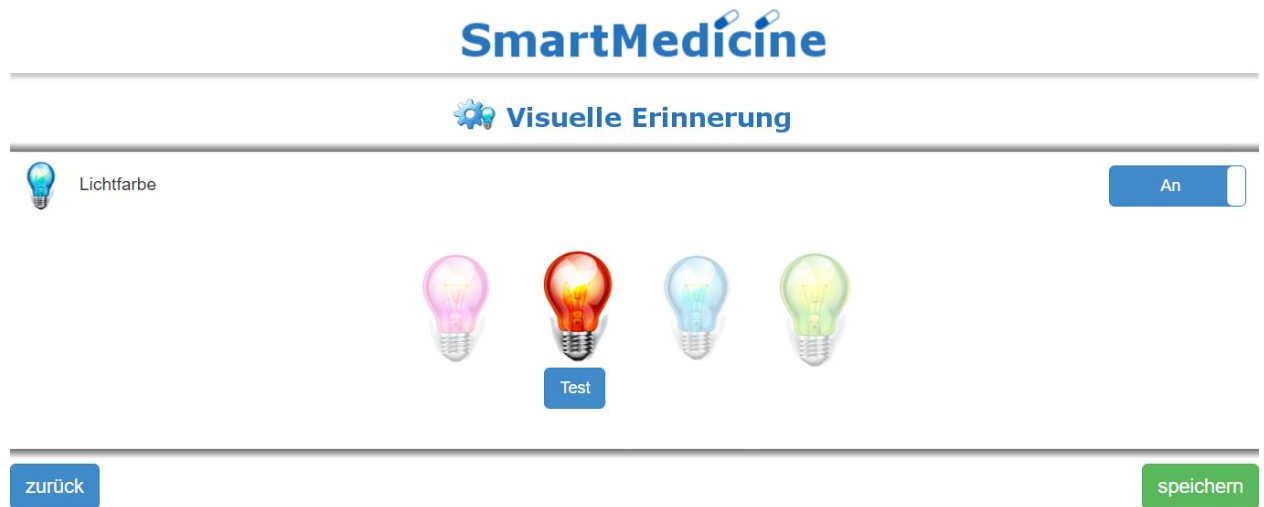 SmartMedicine
Visuelle Erinnerung
Lichtfarbe
An
Test
zurück
speichern